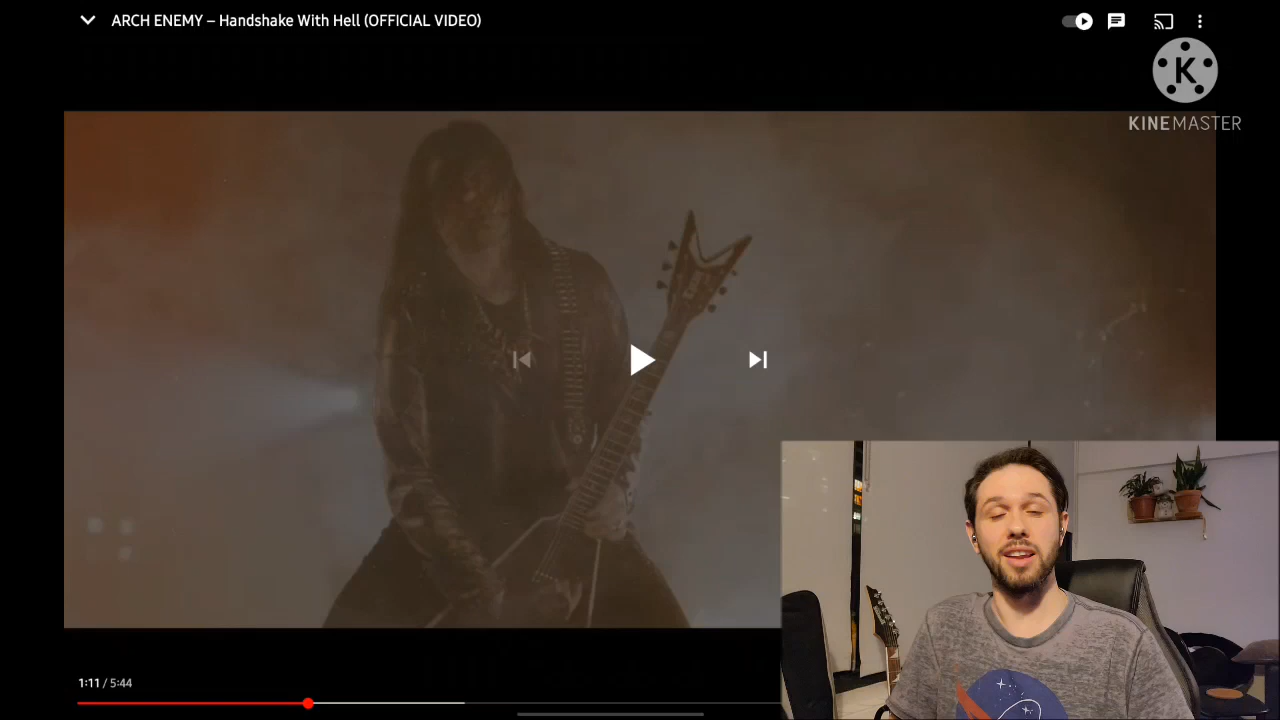 ARCH ENEMY – Handshake With Hell (OFFICIAL VIDEO)
K
KINEMASTER
1:11 / 5:44